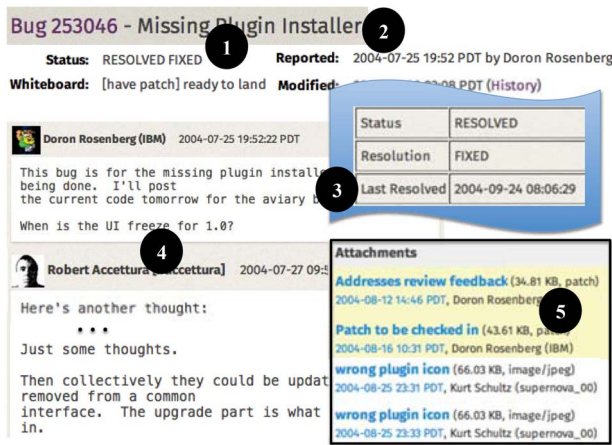 Bug 253046 - Missing Plugin Installer
1
2
Status: RESOLVED FIXED
Reported: 2004-07-25 19:52 PDT by Doron Rosenberg
Whiteboard: [have patch] ready to land
Modified: PDT (History)
Status RESOLVED
Resolution FIXED
3
Last Resolved 2004-09-24 08:06:29
Doron Rosenberg (IBM) 2004-07-25 19:52:22 PDT
This bug is for the missing plugin
being done. I'll post
the current code tomorrow for the aviary
When is the UI freeze for 1.0?
4
Robert Accettura 2004-07-27
Here's another thought:
...
Just some thoughts.
Then collectively they could be
removed from a common
interface. The upgrade part is what
in.
Attachments
Addresses review feedback (34.81 KB, patch)
2004-08-12 14:46 PDT, Doron Rosenberg
5
Patch to be checked in (43.61 KB,
2004-08-16 10:31 PDT, Doron Rosenberg (IBM)
wrong plugin icon (66.03 KB, image/jpeg)
2004-08-25 23:31 PDT, Kurt Schultz (supernova_00)
wrong plugin icon (66.03 KB, image/jpeg)
2004-08-25 23:33 PDT, Kurt Schultz (supernova_00)